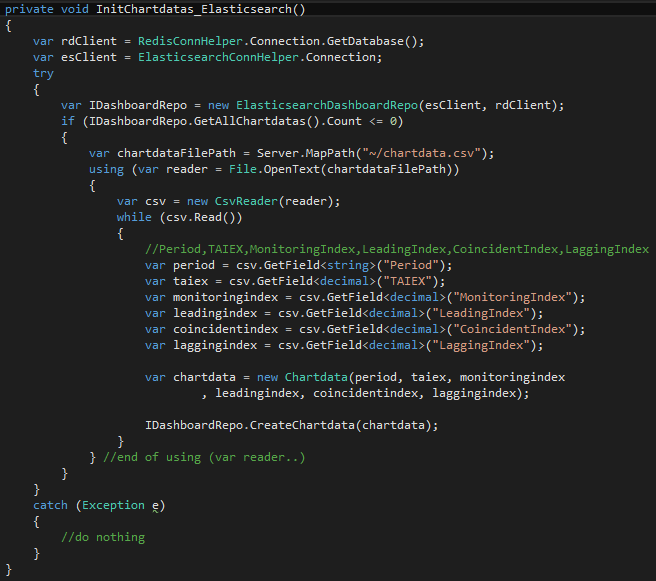 private void InitChartdatas_Elasticsearch()
{
    var rdClient = RedisConnHelper.Connection.GetDatabase();
    var esClient = ElasticsearchConnHelper.Connection;
    try
    {
        var IDashboardRepo = new ElasticsearchDashboardRepo(esClient, rdClient);
        if (IDashboardRepo.GetAllChartdatas().Count <= 0)
        {
            var chartdataFilePath = Server.MapPath("~/chartdata.csv");
            using (var reader = File.OpenText(chartdataFilePath))
            {
                var csv = new CsvReader(reader);
                while (csv.Read())
                {
                    //Period,TAIEX,MonitoringIndex,LeadingIndex,CoincidentIndex,LaggingIndex
                    var period = csv.GetField<string>("Period");
                    var taiex = csv.GetField<decimal>("TAIEX");
                    var monitoringindex = csv.GetField<decimal>("MonitoringIndex");
                    var leadingindex = csv.GetField<decimal>("LeadingIndex");
                    var coincidentindex = csv.GetField<decimal>("CoincidentIndex");
                    var laggingindex = csv.GetField<decimal>("LaggingIndex");

                    var chartdata = new Chartdata(period, taiex, monitoringindex
                            , leadingindex, coincidentindex, laggingindex);

                    IDashboardRepo.CreateChartdata(chartdata);
                }
            } //end of using (var reader..)
        }
    }
    catch (Exception e)
    {
        //do nothing
    }
}